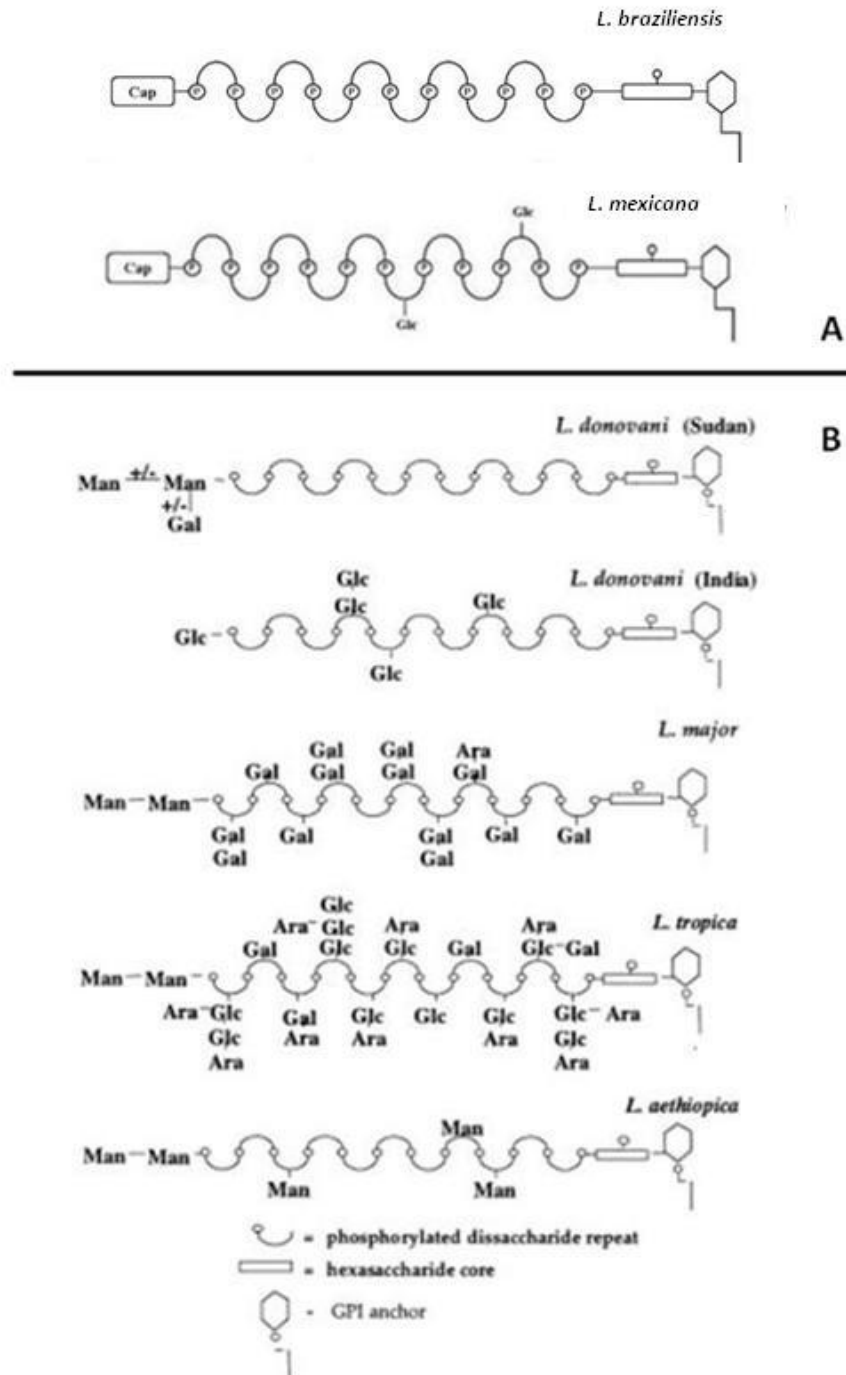 L. braziliensis
Cap P P P P P P P P P P P
L. mexicana
Glc
Cap P P P P P P P P P P P
Glc
A
B
L. donovani (Sudan)
Man +/- Man
+/-
Gal
L. donovani (India)
Glc
Glc Glc
Glc
Glc
L. major
Gal Gal Ara
Gal Gal Gal Gal
Man Man
Gal Gal Gal Gal Gal
Gal Gal
L. tropica
Glc
Ara Glc Ara Ara
Gal Glc Glc Gal Glc Gal
Man Man
Ara Glc Gal Glc Glc Glc Glc Ara
Glc Ara Ara Ara Glc
Ara Ara
L. aethiopica
Man
Man Man
Man Man
= phosphorylated dissaccharide repeat
= hexasaccharide core
- GPI anchor